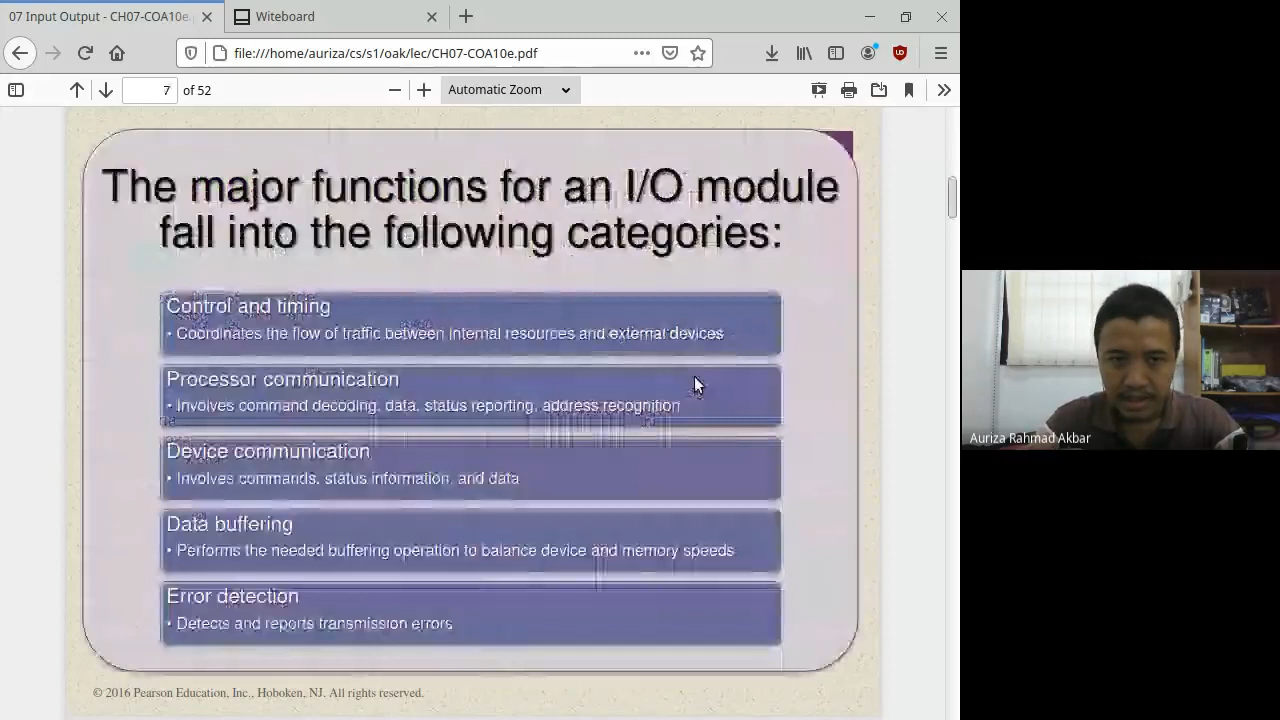 07 Input Output - CH07-COA10e.
Witeboard
file:///home/auriza/cs/s1/oak/lec/CH07-COA10e.pdf
7 of 52
Automatic Zoom
The major functions for an I/O module
fall into the following categories:
Control and timing
• Coordinates the flow of traffic between internal resources and external devices
Processor communication
• Involves command decoding, data, status reporting, address recognition
Device communication
• Involves commands, status information, and data
Data buffering
• Performs the needed buffering operation to balance device and memory speeds
Error detection
• Detects and reports transmission errors
© 2016 Pearson Education, Inc., Hoboken, NJ. All rights reserved.
Auriza Rahmad Akbar